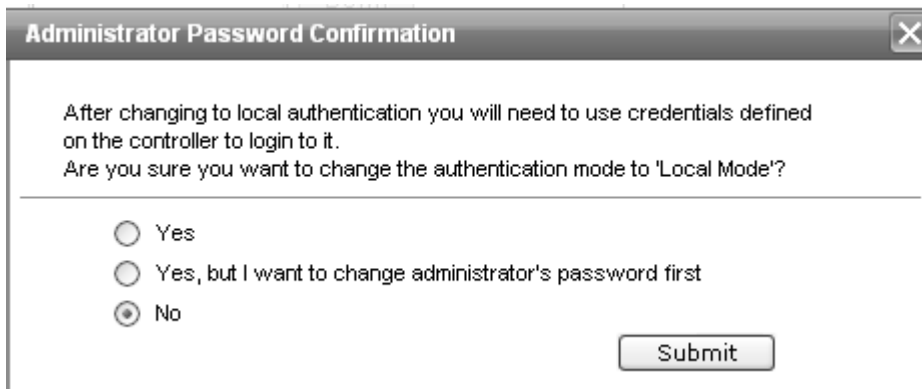 Administrator Password Confirmation
After changing to local authentication you will need to use credentials defined
on the controller to login to it.
Are you sure you want to change the authentication mode to 'Local Mode'?
Yes
Yes, but I want to change administrator's password first
No
Submit